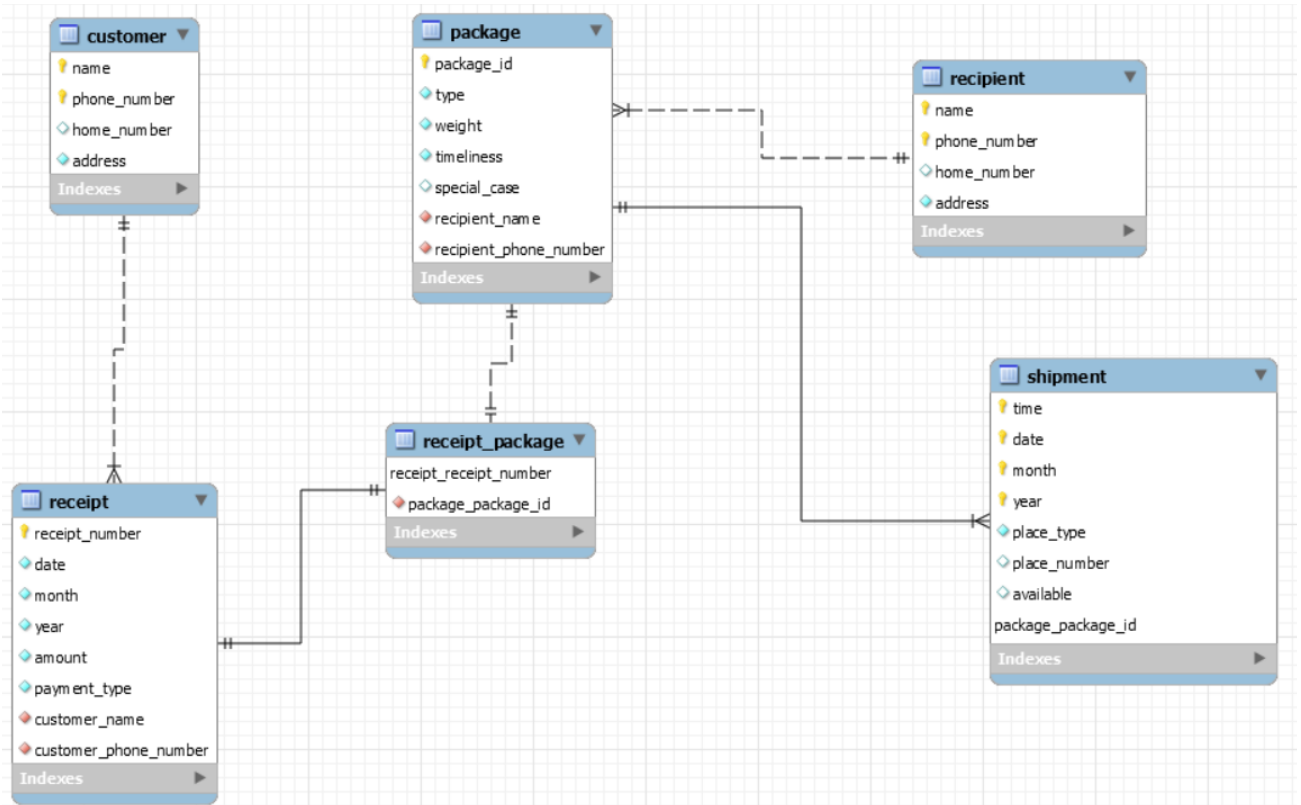 customer
name
phone_number
home_number
address
Indexes
package
package_id
type
weight
timeliness
special_case
recipient_name
recipient_phone_number
Indexes
recipient
name
phone_number
home_number
address
Indexes
receipt
receipt_number
date
month
year
amount
payment_type
customer_name
customer_phone_number
Indexes
receipt_package
receipt_receipt_number
package_package_id
Indexes
shipment
time
date
month
year
place_type
place_number
available
package_package_id
Indexes